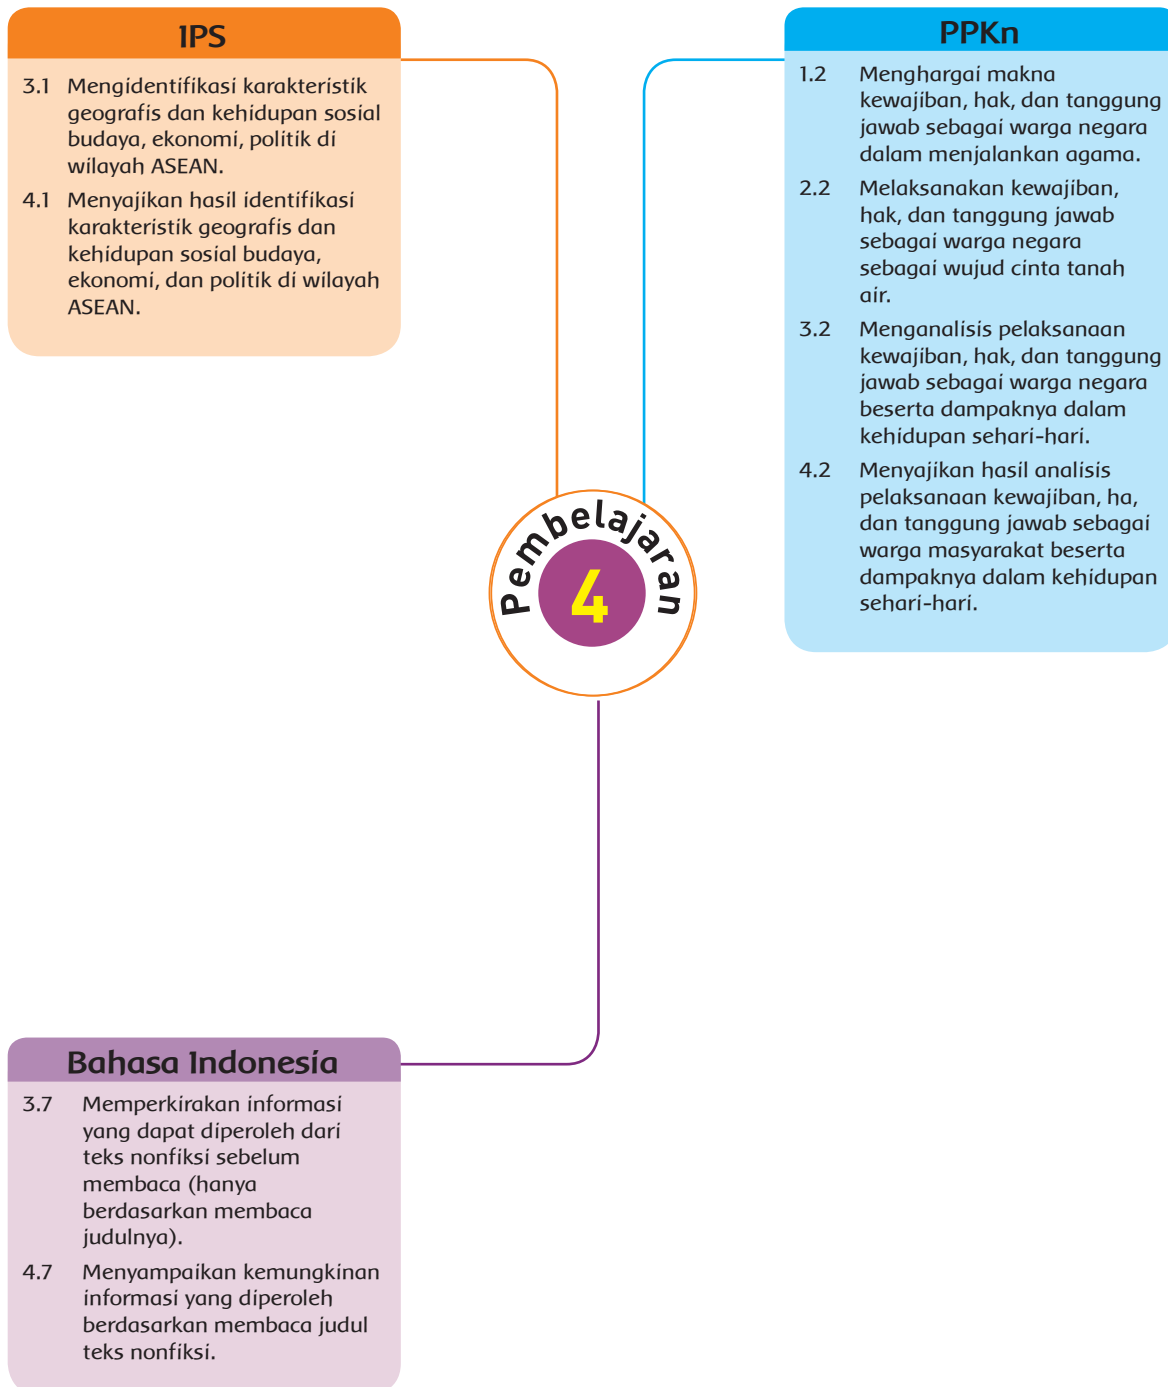 IPS
3.1 Mengidentifikasi karakteristik
geografis dan kehidupan sosial
budaya, ekonomi, politik di
wilayah ASEAN.
4.1 Menyajikan hasil identifikasi
karakteristik geografis dan
kehidupan sosial budaya,
ekonomi, dan politik di wilayah
ASEAN.
PPKn
1.2 Menghargai makna
kewajiban, hak, dan tanggung
jawab sebagai warga negara
dalam menjalankan agama.
2.2 Melaksanakan kewajiban,
hak, dan tanggung jawab
sebagai warga negara
sebagai wujud cinta tanah
air.
3.2 Menganalisis pelaksanaan
kewajiban, hak, dan tanggung
jawab sebagai warga negara
beserta dampaknya dalam
kehidupan sehari-hari.
4.2 Menyajikan hasil analisis
pelaksanaan kewajiban, ha,
dan tanggung jawab sebagai
warga masyarakat beserta
dampaknya dalam kehidupan
sehari-hari.
Pembelajaran
4
Bahasa Indonesia
3.7 Memperkirakan informasi
yang dapat diperoleh dari
teks nonfiksi sebelum
membaca (hanya
berdasarkan membaca
judulnya).
4.7 Menyampaikan kemungkinan
informasi yang diperoleh
berdasarkan membaca judul
teks nonfiksi.